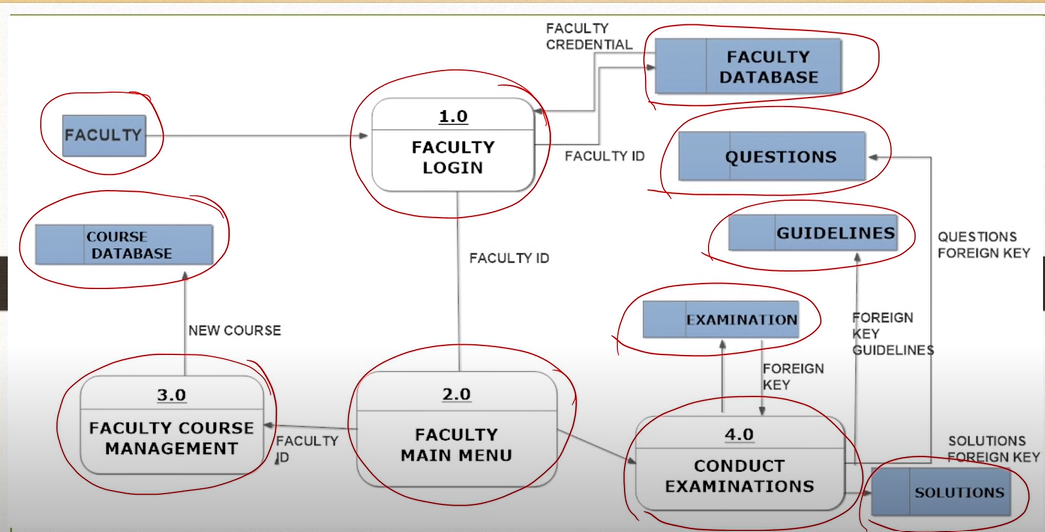 FACULTY
CREDENTIAL
FACULTY
DATABASE
1.0
FACULTY
LOGIN
FACULTY
FACULTY ID
QUESTIONS
COURSE
DATABASE
GUIDELINES
QUESTIONS
FOREIGN KEY
FACULTY ID
NEW COURSE
EXAMINATION
FOREIGN
KEY
GUIDELINES
FOREIGN
KEY
3.0
FACULTY COURSE
MANAGEMENT
FACULTY
ID
2.0
FACULTY
MAIN MENU
4.0
CONDUCT
EXAMINATIONS
SOLUTIONS
FOREIGN KEY
SOLUTIONS